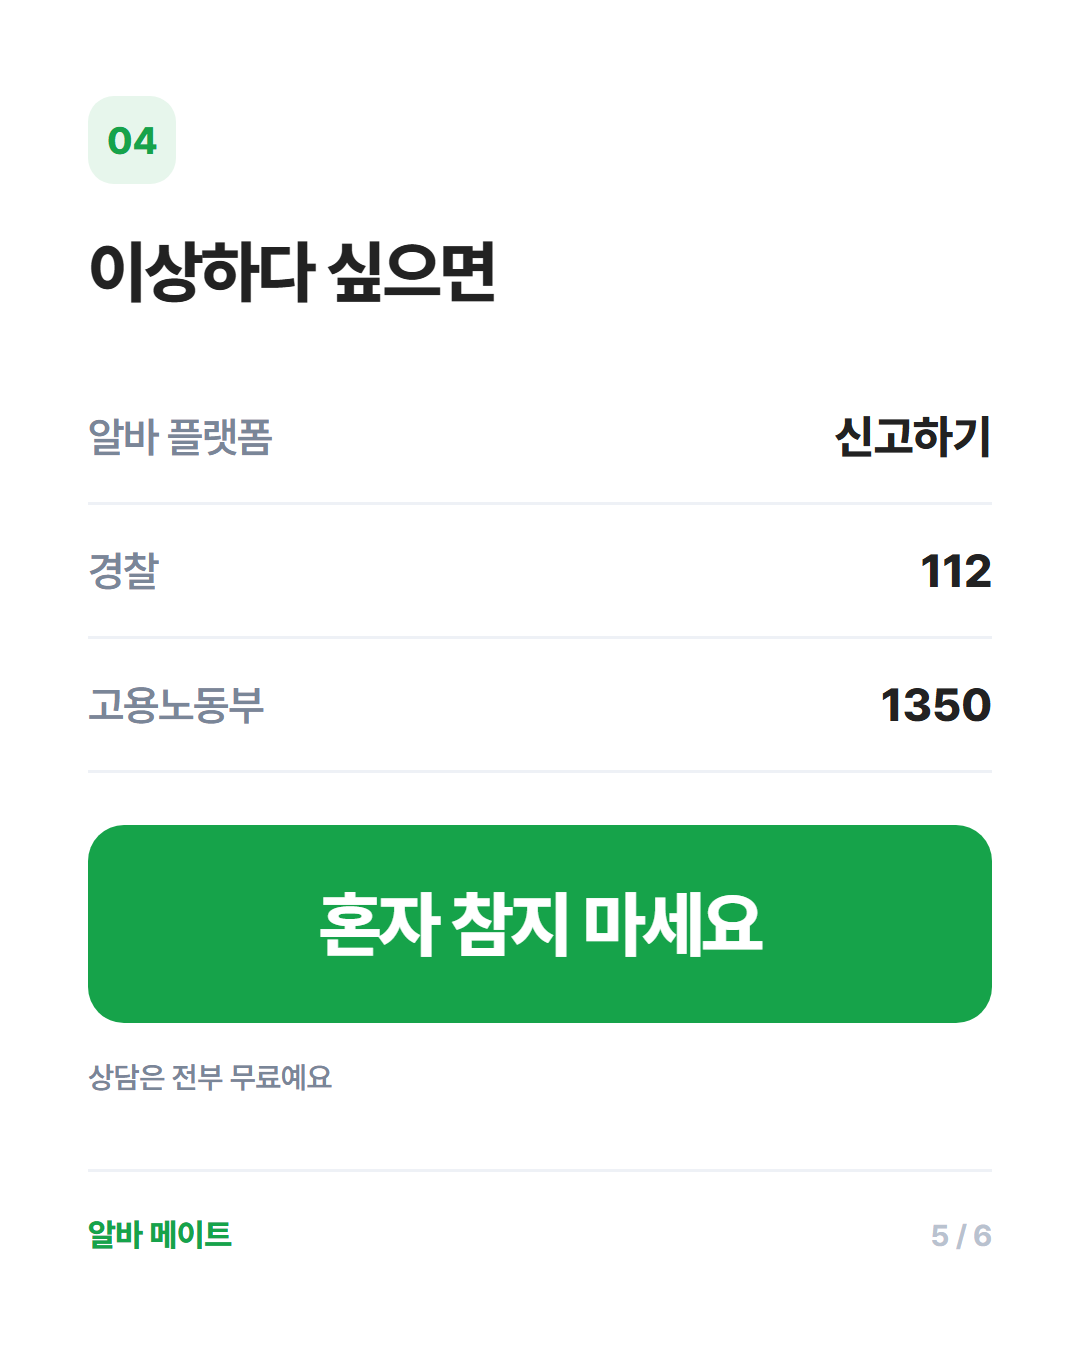 04
이상하다 싶으면
알바 플랫폼 신고하기
경찰 112
고용노동부 1350
혼자 참지 마세요
상담은 전부 무료예요
알바 메이트 5 / 6